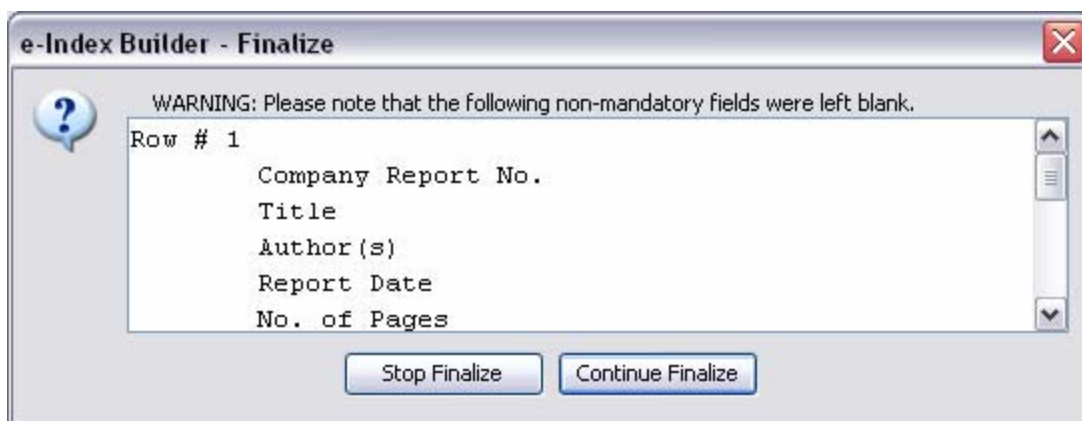 e-Index Builder - Finalize
WARNING: Please note that the following non-mandatory fields were left blank.
Row # 1
Company Report No.
Title
Author(s)
Report Date
No. of Pages
Stop Finalize
Continue Finalize